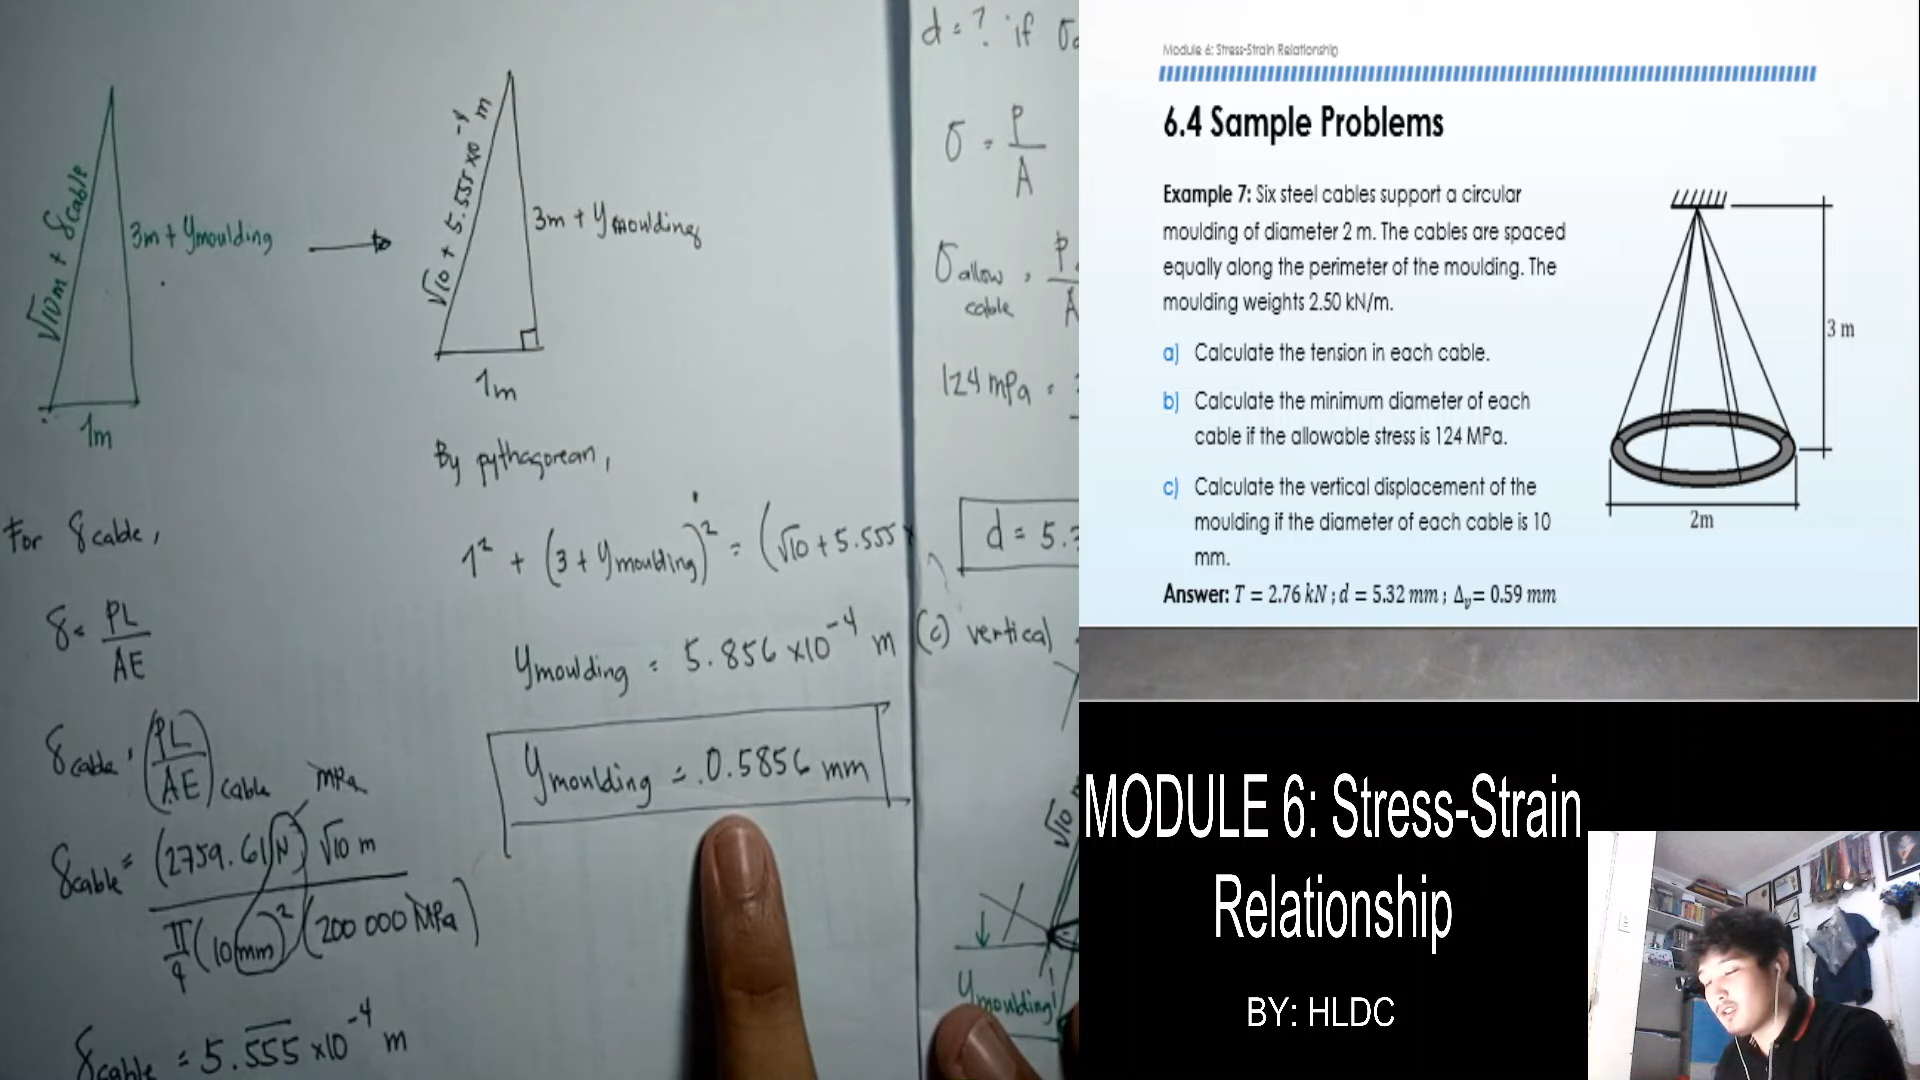 √10m + δcable
3m + ymoulding
1m
√10 + 5.555 x10⁻⁴ m
3m + ymoulding
1m
By pythagorean,
1² + (3 + ymoulding)² = (√10 + 5.555
ymoulding = 5.856 x10⁻⁴ m
ymoulding = 0.5856 mm
For δcable,
δ = PL/AE
δcable = (PL/AE)cable
MPa
δcable = (2759.61 N) √10 m
π/4 (10 mm)² (200 000 MPa)
δcable = 5.555 x10⁻⁴ m
d = ? if
σ = P/A
σallow cable =
124 MPa =
d = 5.3
(c) vertical
√10
ymoulding
Module 6: Stress-Strain Relationship
6.4 Sample Problems
Example 7: Six steel cables support a circular
moulding of diameter 2 m. The cables are spaced
equally along the perimeter of the moulding. The
moulding weights 2.50 kN/m.
a) Calculate the tension in each cable.
b) Calculate the minimum diameter of each
cable if the allowable stress is 124 MPa.
c) Calculate the vertical displacement of the
moulding if the diameter of each cable is 10
mm.
Answer: T = 2.76 kN ; d = 5.32 mm ; Δᵥ= 0.59 mm
3 m
2m
MODULE 6: Stress-Strain
Relationship
BY: HLDC